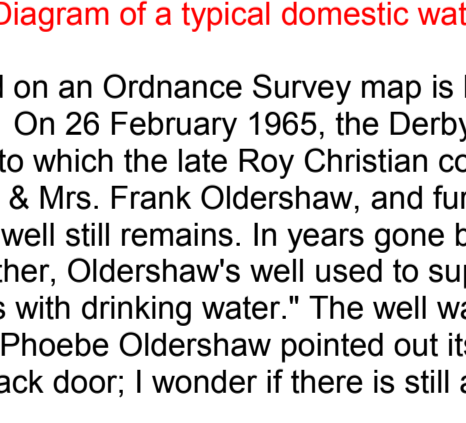 Diagram of a typical domestic wat
on an Ordnance Survey map is
On 26 February 1965, the Derby
to which the late Roy Christian co
& Mrs. Frank Oldershaw, and fur
well still remains. In years gone b
ther, Oldershaw's well used to sup
s with drinking water." The well wa
Phoebe Oldershaw pointed out its
ack door; I wonder if there is still a